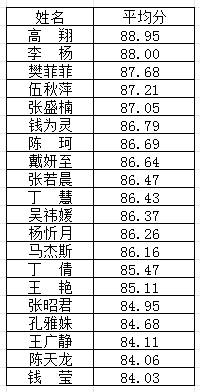 姓名 平均分
高 翔 88.95
李 杨 88.00
樊菲菲 87.68
伍秋萍 87.21
张盛楠 87.05
钱为灵 86.79
陈 珂 86.69
戴妍至 86.64
张若晨 86.47
丁 慧 86.43
吴祎媛 86.37
杨忻月 86.26
马杰斯 86.16
丁 倩 85.47
王 艳 85.11
张昭君 84.95
孔雅姝 84.68
王广静 84.11
陈天龙 84.06
钱 莹 84.03